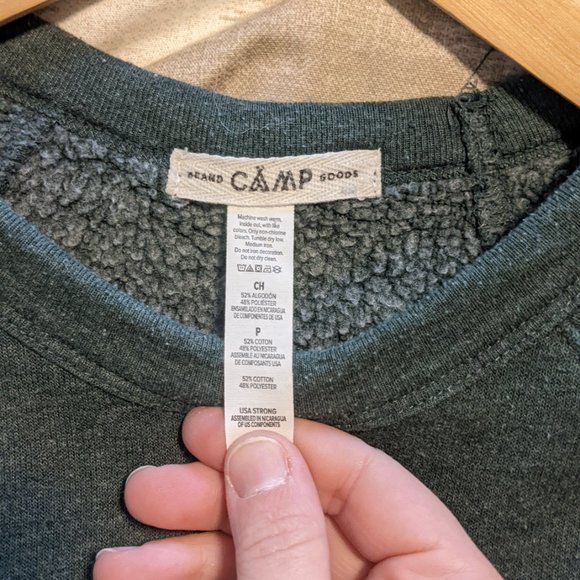 BRAND CAMP GOODS
Machine wash warm,
inside out, with like
colors. Only non-chlorine
bleach. Tumble dry low.
Medium iron.
Do not iron decoration.
Do not dry clean.
CH
52% ALGODÓN
48% POLIÉSTER
ENSAMBLADO EN NICARAGUA
DE COMPONENTES DE USA
P
52% COTON
48% POLYESTER
ASSEMBLÉ AU NICARAGUA
DE COMPOSANTS USA
52% COTTON
48% POLYESTER
USA STRONG
ASSEMBLED IN NICARAGUA
OF US COMPONENTS